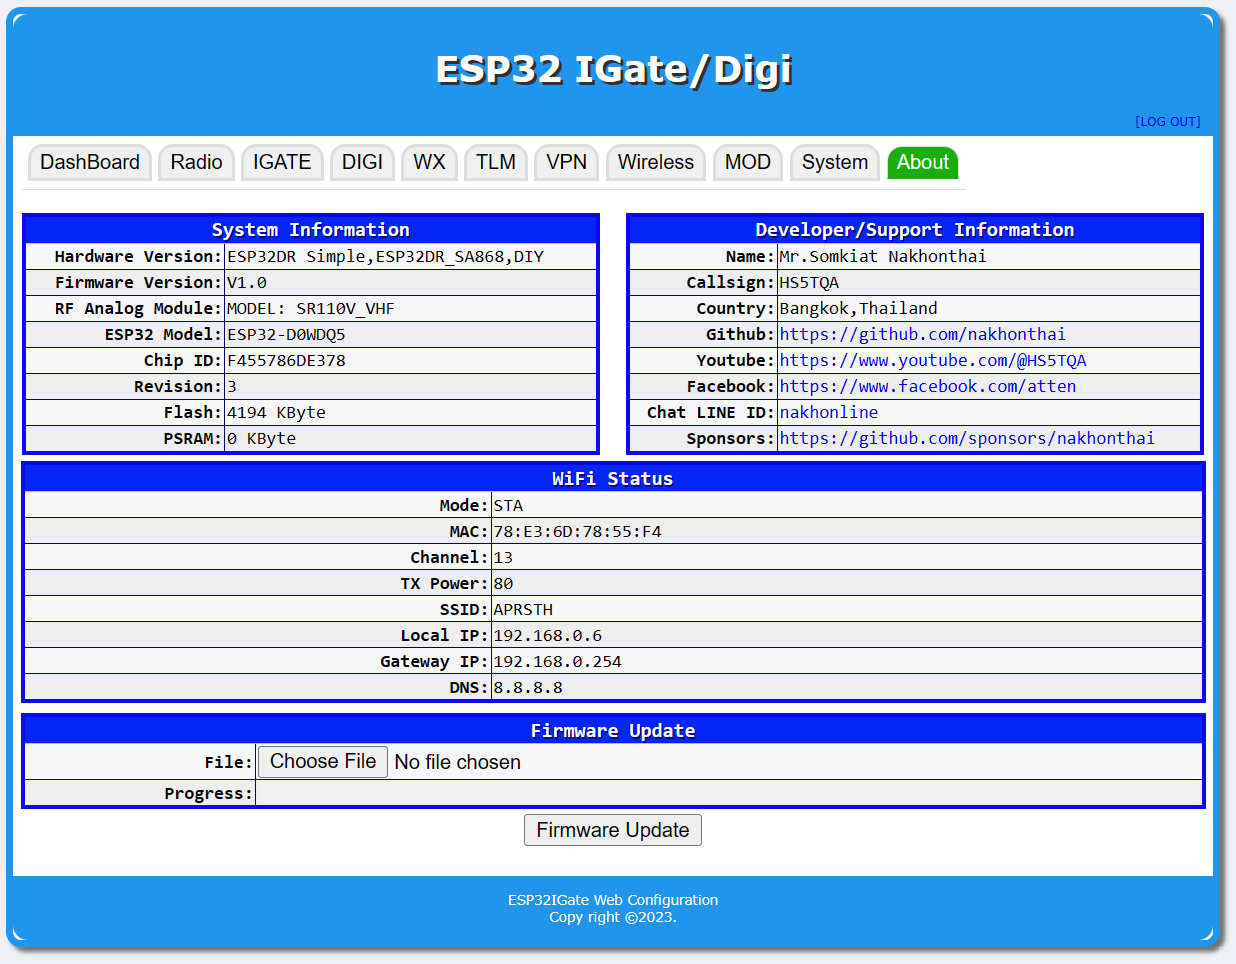 ESP32 IGate/Digi
[LOG OUT]
DashBoard Radio IGATE DIGI WX TLM VPN Wireless MOD System About
System Information
Hardware Version: ESP32DR Simple,ESP32DR_SA868,DIY
Firmware Version: V1.0
RF Analog Module: MODEL: SR110V_VHF
ESP32 Model: ESP32-D0WDQ5
Chip ID: F455786DE378
Revision: 3
Flash: 4194 KByte
PSRAM: 0 KByte
Developer/Support Information
Name: Mr.Somkiat Nakhonthai
Callsign: HS5TQA
Country: Bangkok,Thailand
Github: https://github.com/nakhonthai
Youtube: https://www.youtube.com/@HS5TQA
Facebook: https://www.facebook.com/atten
Chat LINE ID: nakhonline
Sponsors: https://github.com/sponsors/nakhonthai
WiFi Status
Mode: STA
MAC: 78:E3:6D:78:55:F4
Channel: 13
TX Power: 80
SSID: APRSTH
Local IP: 192.168.0.6
Gateway IP: 192.168.0.254
DNS: 8.8.8.8
Firmware Update
File: Choose File No file chosen
Progress:
Firmware Update
ESP32IGate Web Configuration
Copy right ©2023.